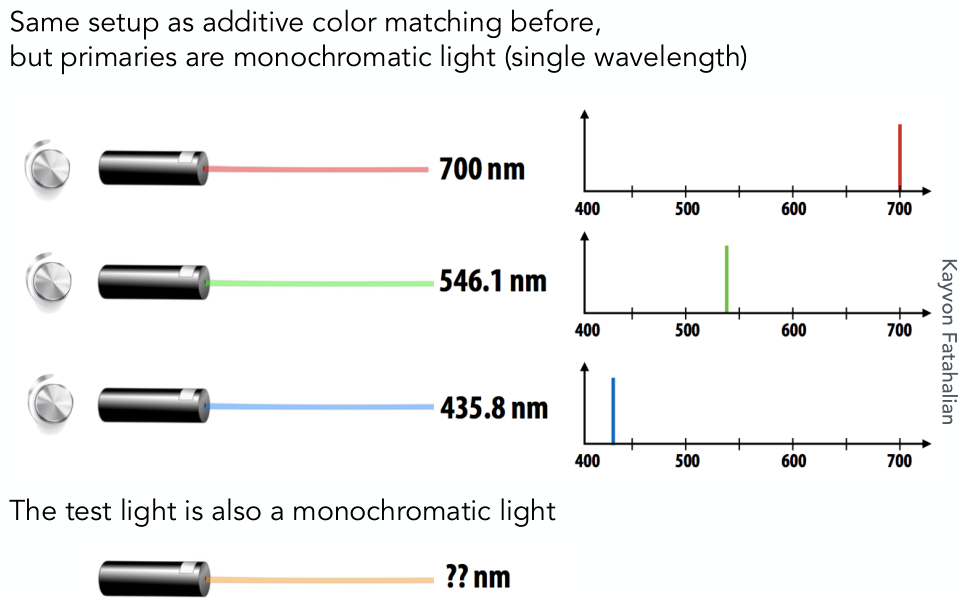 Same setup as additive color matching before,
but primaries are monochromatic light (single wavelength)
700 nm
400 500 600 700
546.1 nm
400 500 600 700
435.8 nm
400 500 600 700
Kayvon Fatahalian
The test light is also a monochromatic light
?? nm